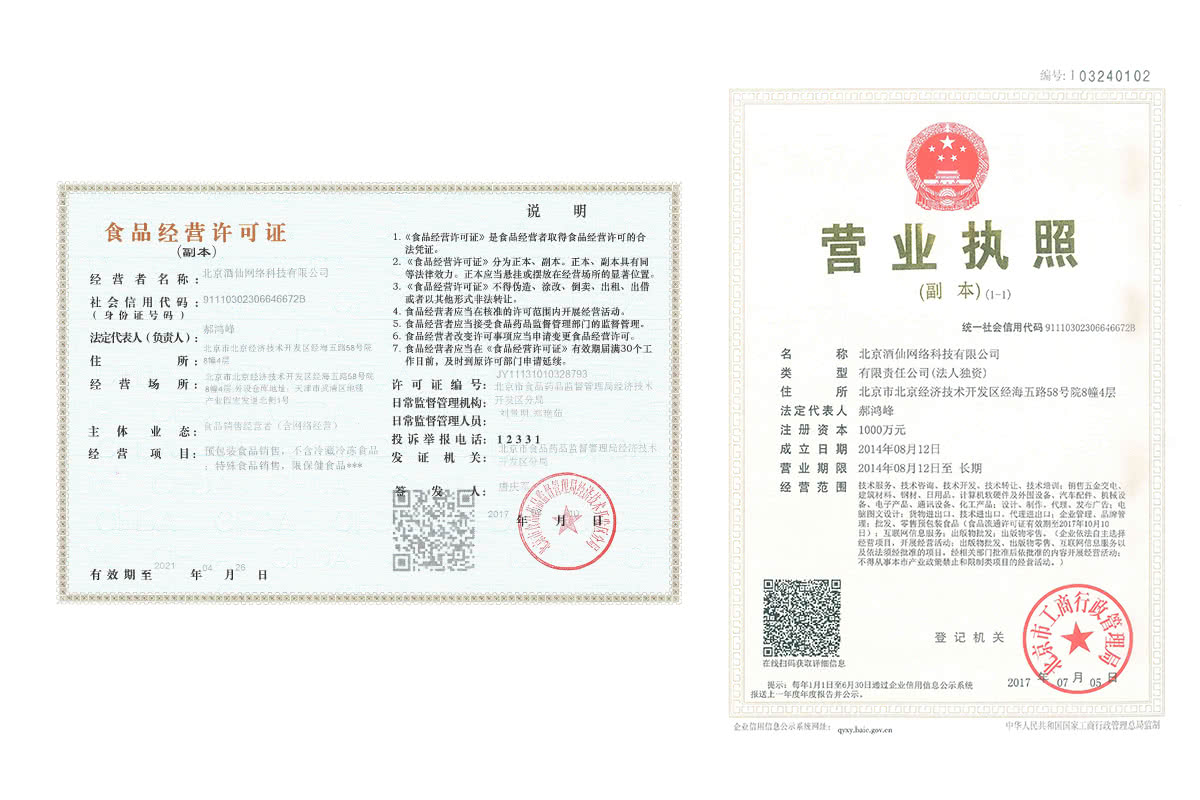 食品经营许可证
(副本)
经营者名称：北京酒仙网络科技有限公司
社会信用代码：91110302306646672B
(身份证号码)
法定代表人(负责人)：郝鸿峰
住所：北京市北京经济技术开发区经海五路58号院
8幢4层
经营场所：北京市北京经济技术开发区经海五路58号院
8幢4层 外设仓库地址：天津市武清区地毯
产业园宏发道北侧1号
主体业态：食品销售经营者（含网络经营）
经营项目：预包装食品销售，不含冷藏冷冻食品
；特殊食品销售，限保健食品***
有效期至2021年04月26日
说明
1.《食品经营许可证》是食品经营者取得食品经营许可的合
法凭证。
2.《食品经营许可证》分为正本、副本。正本、副本具有同
等法律效力。正本应当悬挂或摆放在经营场所的显著位置。
3.《食品经营许可证》不得伪造、涂改、倒卖、出租、出借
或者以其他形式非法转让。
4.食品经营者应当在核准的许可范围内开展经营活动。
5.食品经营者应当接受食品药品监督管理部门的监督管理。
6.食品经营者改变许可事项应当申请变更食品经营许可。
7.食品经营者应当在《食品经营许可证》有效期届满30个工
作日前，及时到原许可部门申请延续。
许可证编号：JY11131010328793
日常监督管理机构：北京市食品药品监督管理局经济技术
开发区分局
日常监督管理人员：
投诉举报电话：12331
发证机关：北京市食品药品监督管理局经济技术
开发区分局
签发人：
2017年 月 日
编号:103240102
营业执照
(副本)(1-1)
统一社会信用代码 91110302306646672B
名称 北京酒仙网络科技有限公司
类型 有限责任公司(法人独资)
住所 北京市北京经济技术开发区经海五路58号院8幢4层
法定代表人 郝鸿峰
注册资本 1000万元
成立日期 2014年08月12日
营业期限 2014年08月12日至 长期
经营范围 技术服务、技术咨询、技术开发、技术转让、技术培训；销售五金交电、
建筑材料、钢材、日用品、计算机软硬件及外围设备、汽车配件、机械设
备、电子产品、通讯设备、化工产品；设计、制作、代理、发布广告；电
脑图文设计；货物进出口、技术进出口、代理进出口；企业管理、品牌管
理；批发、零售预包装食品（食品流通许可证有效期至2017年10月10
日）；互联网信息服务；出版物批发；出版物零售。（企业依法自主选择
经营项目，开展经营活动；出版物批发、出版物零售、互联网信息服务以
及依法须经批准的项目，经相关部门批准后依批准的内容开展经营活动；
不得从事本市产业政策禁止和限制类项目的经营活动。）
在线扫码获取详细信息
登记机关
北京市工商行政管理局
2017年07月05日
提示：每年1月1日至6月30日通过企业信用信息公示系统
报送上一年度年度报告并公示。
企业信用信息公示系统网址： qyxy.baic.gov.cn
中华人民共和国国家工商行政管理总局监制